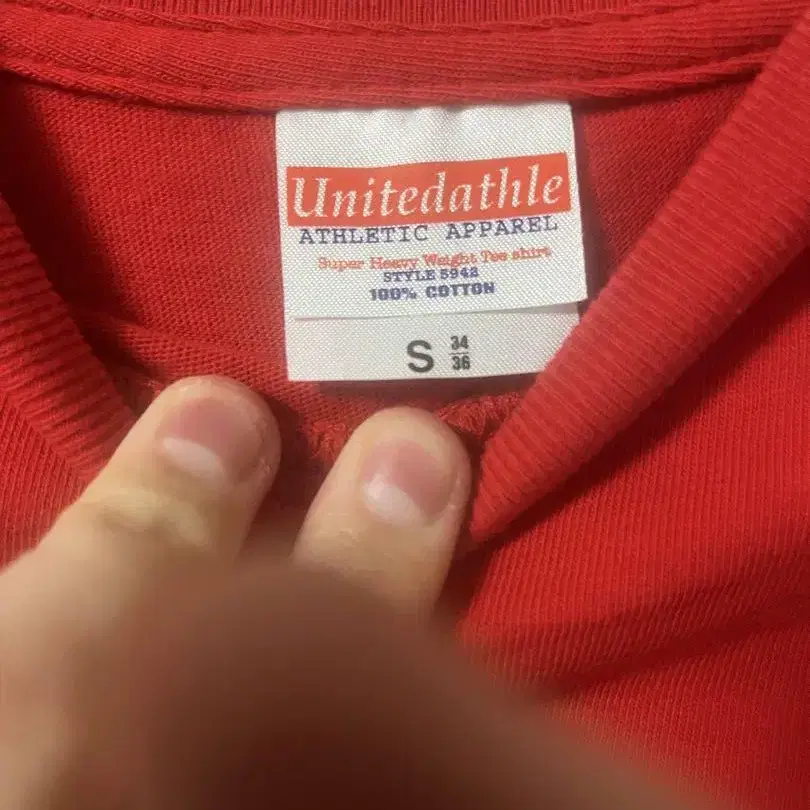 Unitedathle
ATHLETIC APPAREL
Super Heavy Weight Tee shirt
STYLE 5942
100% COTTON
S 34
36